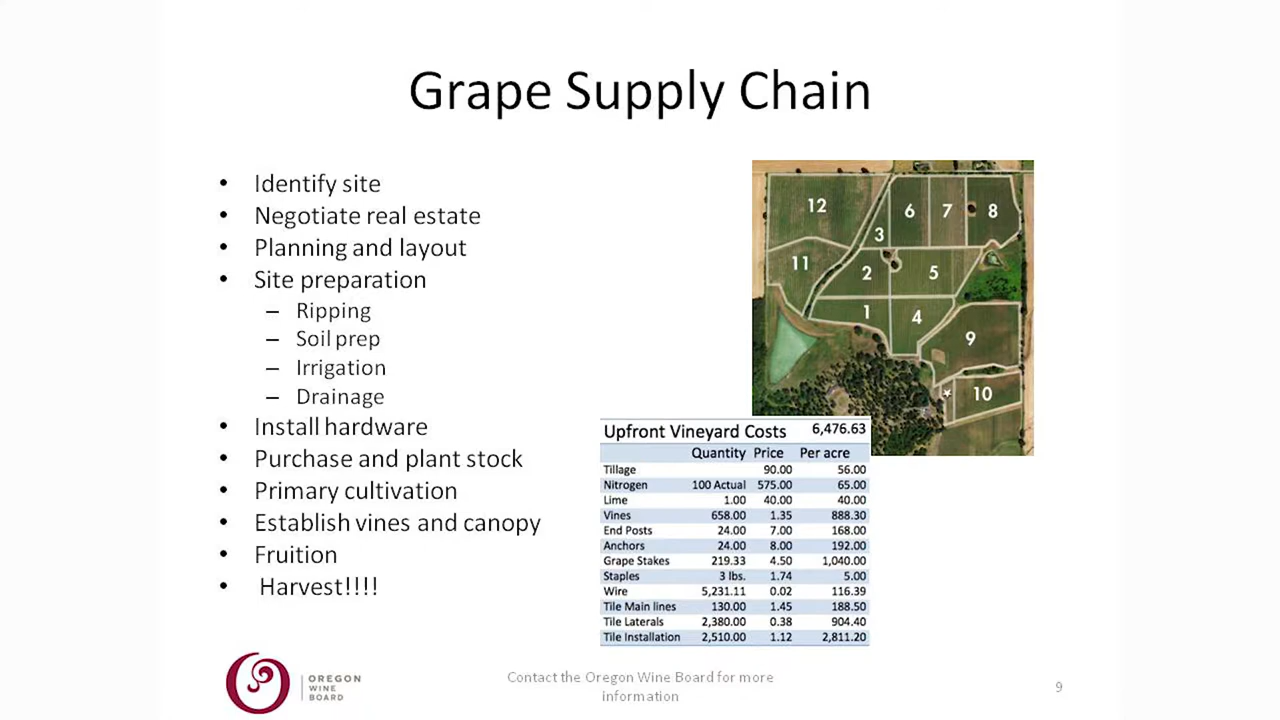 Grape Supply Chain
• Identify site
• Negotiate real estate
• Planning and layout
• Site preparation
– Ripping
– Soil prep
– Irrigation
– Drainage
• Install hardware
• Purchase and plant stock
• Primary cultivation
• Establish vines and canopy
• Fruition
• Harvest!!!!
12
6
7
8
3
11
2
5
1
4
9
10
Upfront Vineyard Costs 6,476.63
Quantity Price Per acre
Tillage 90.00 56.00
Nitrogen 100 Actual 575.00 65.00
Lime 1.00 40.00 40.00
Vines 658.00 1.35 888.30
End Posts 24.00 7.00 168.00
Anchors 24.00 8.00 192.00
Grape Stakes 219.33 4.50 1,040.00
Staples 3 lbs. 1.74 5.00
Wire 5,231.11 0.02 116.39
Tile Main lines 130.00 1.45 188.50
Tile Laterals 2,380.00 0.38 904.40
Tile Installation 2,510.00 1.12 2,811.20
OREGON
WINE
BOARD
Contact the Oregon Wine Board for more
information
9